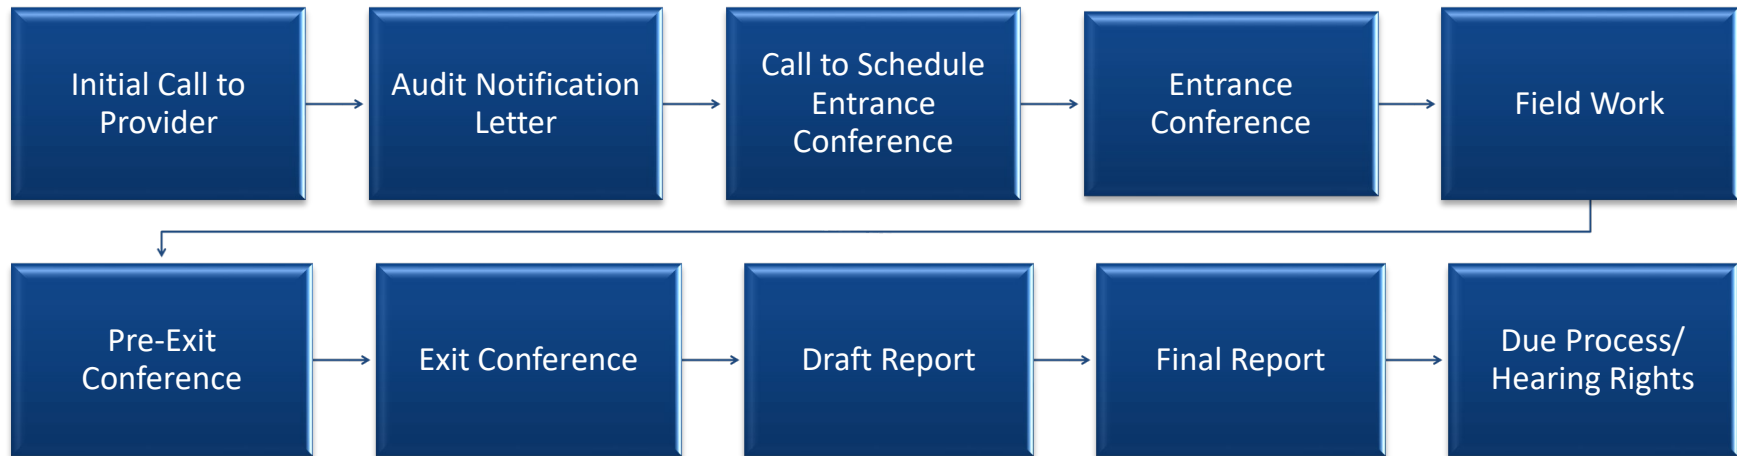 Initial Call to
Provider
Audit Notification
Letter
Call to Schedule
Entrance
Conference
Entrance
Conference
Field Work
Pre-Exit
Conference
Exit Conference
Draft Report
Final Report
Due Process/
Hearing Rights